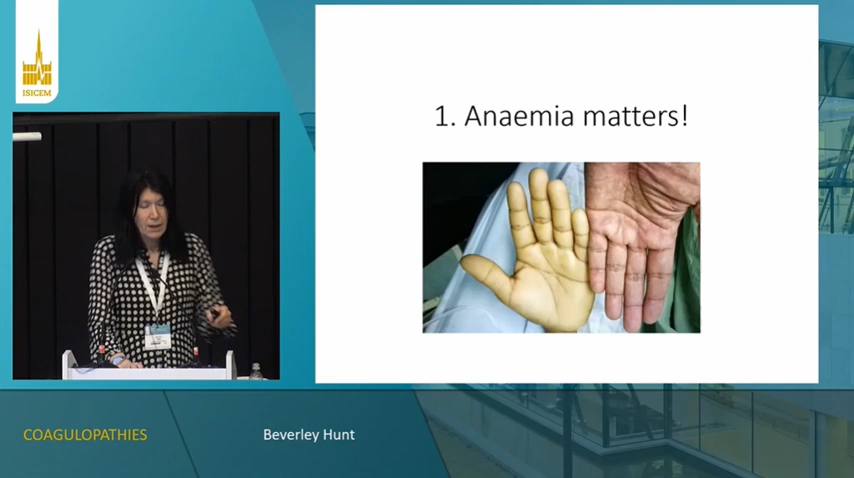 ISICEM
1. Anaemia matters!
COAGULOPATHIES
Beverley Hunt